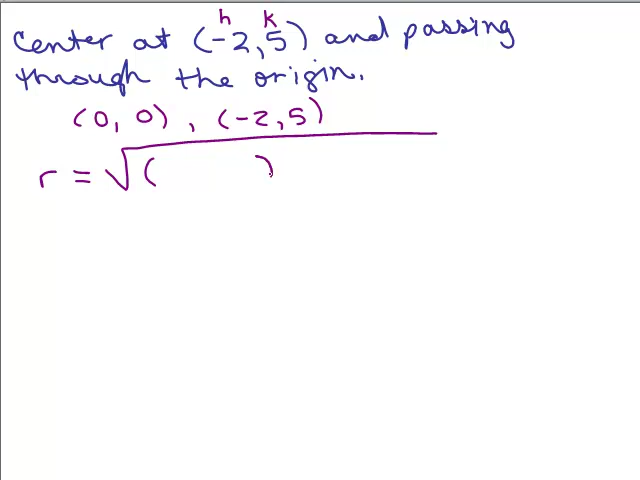 h k
Center at (-2, 5) and passing
through the origin.
(0, 0) , (-2, 5)
r = √( )